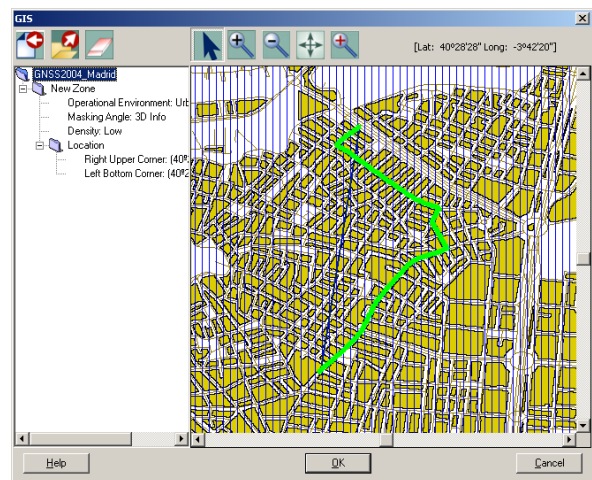 GIS
[Lat: 40º28'28" Long: -3º42'20"]
GNSS2004_Madrid
New Zone
Operational Environment: Urb
Masking Angle: 3D Info
Density: Low
Location
Right Upper Corner: (40º
Left Bottom Corner: (40º2
Help
OK
Cancel